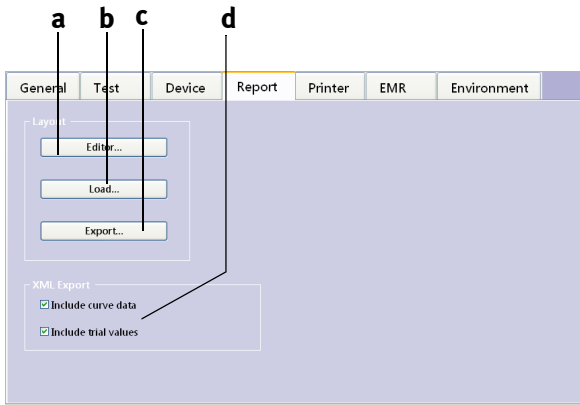 a b c d
General Test Device Report Printer EMR Environment
Layout
Editor...
Load...
Export...
XML Export
Include curve data
Include trial values